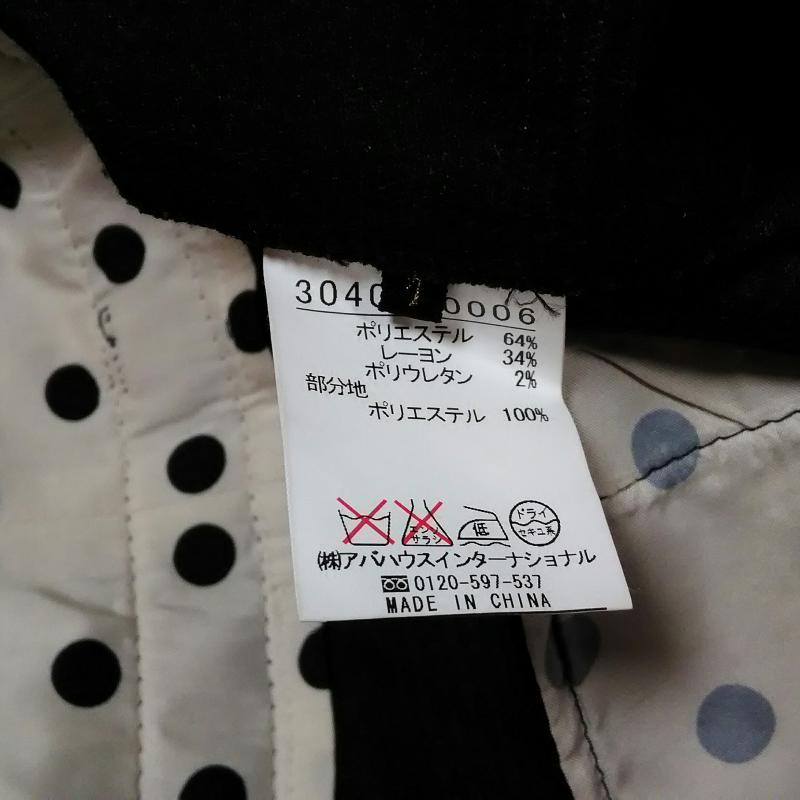 3040 0006
ポリエステル 64%
レーヨン 34%
ポリウレタン 2%
部分地
ポリエステル 100%
エンソ サラシ 低 ドライ セキユ系
㈱アバハウスインターナショナル
0120-597-537
MADE IN CHINA